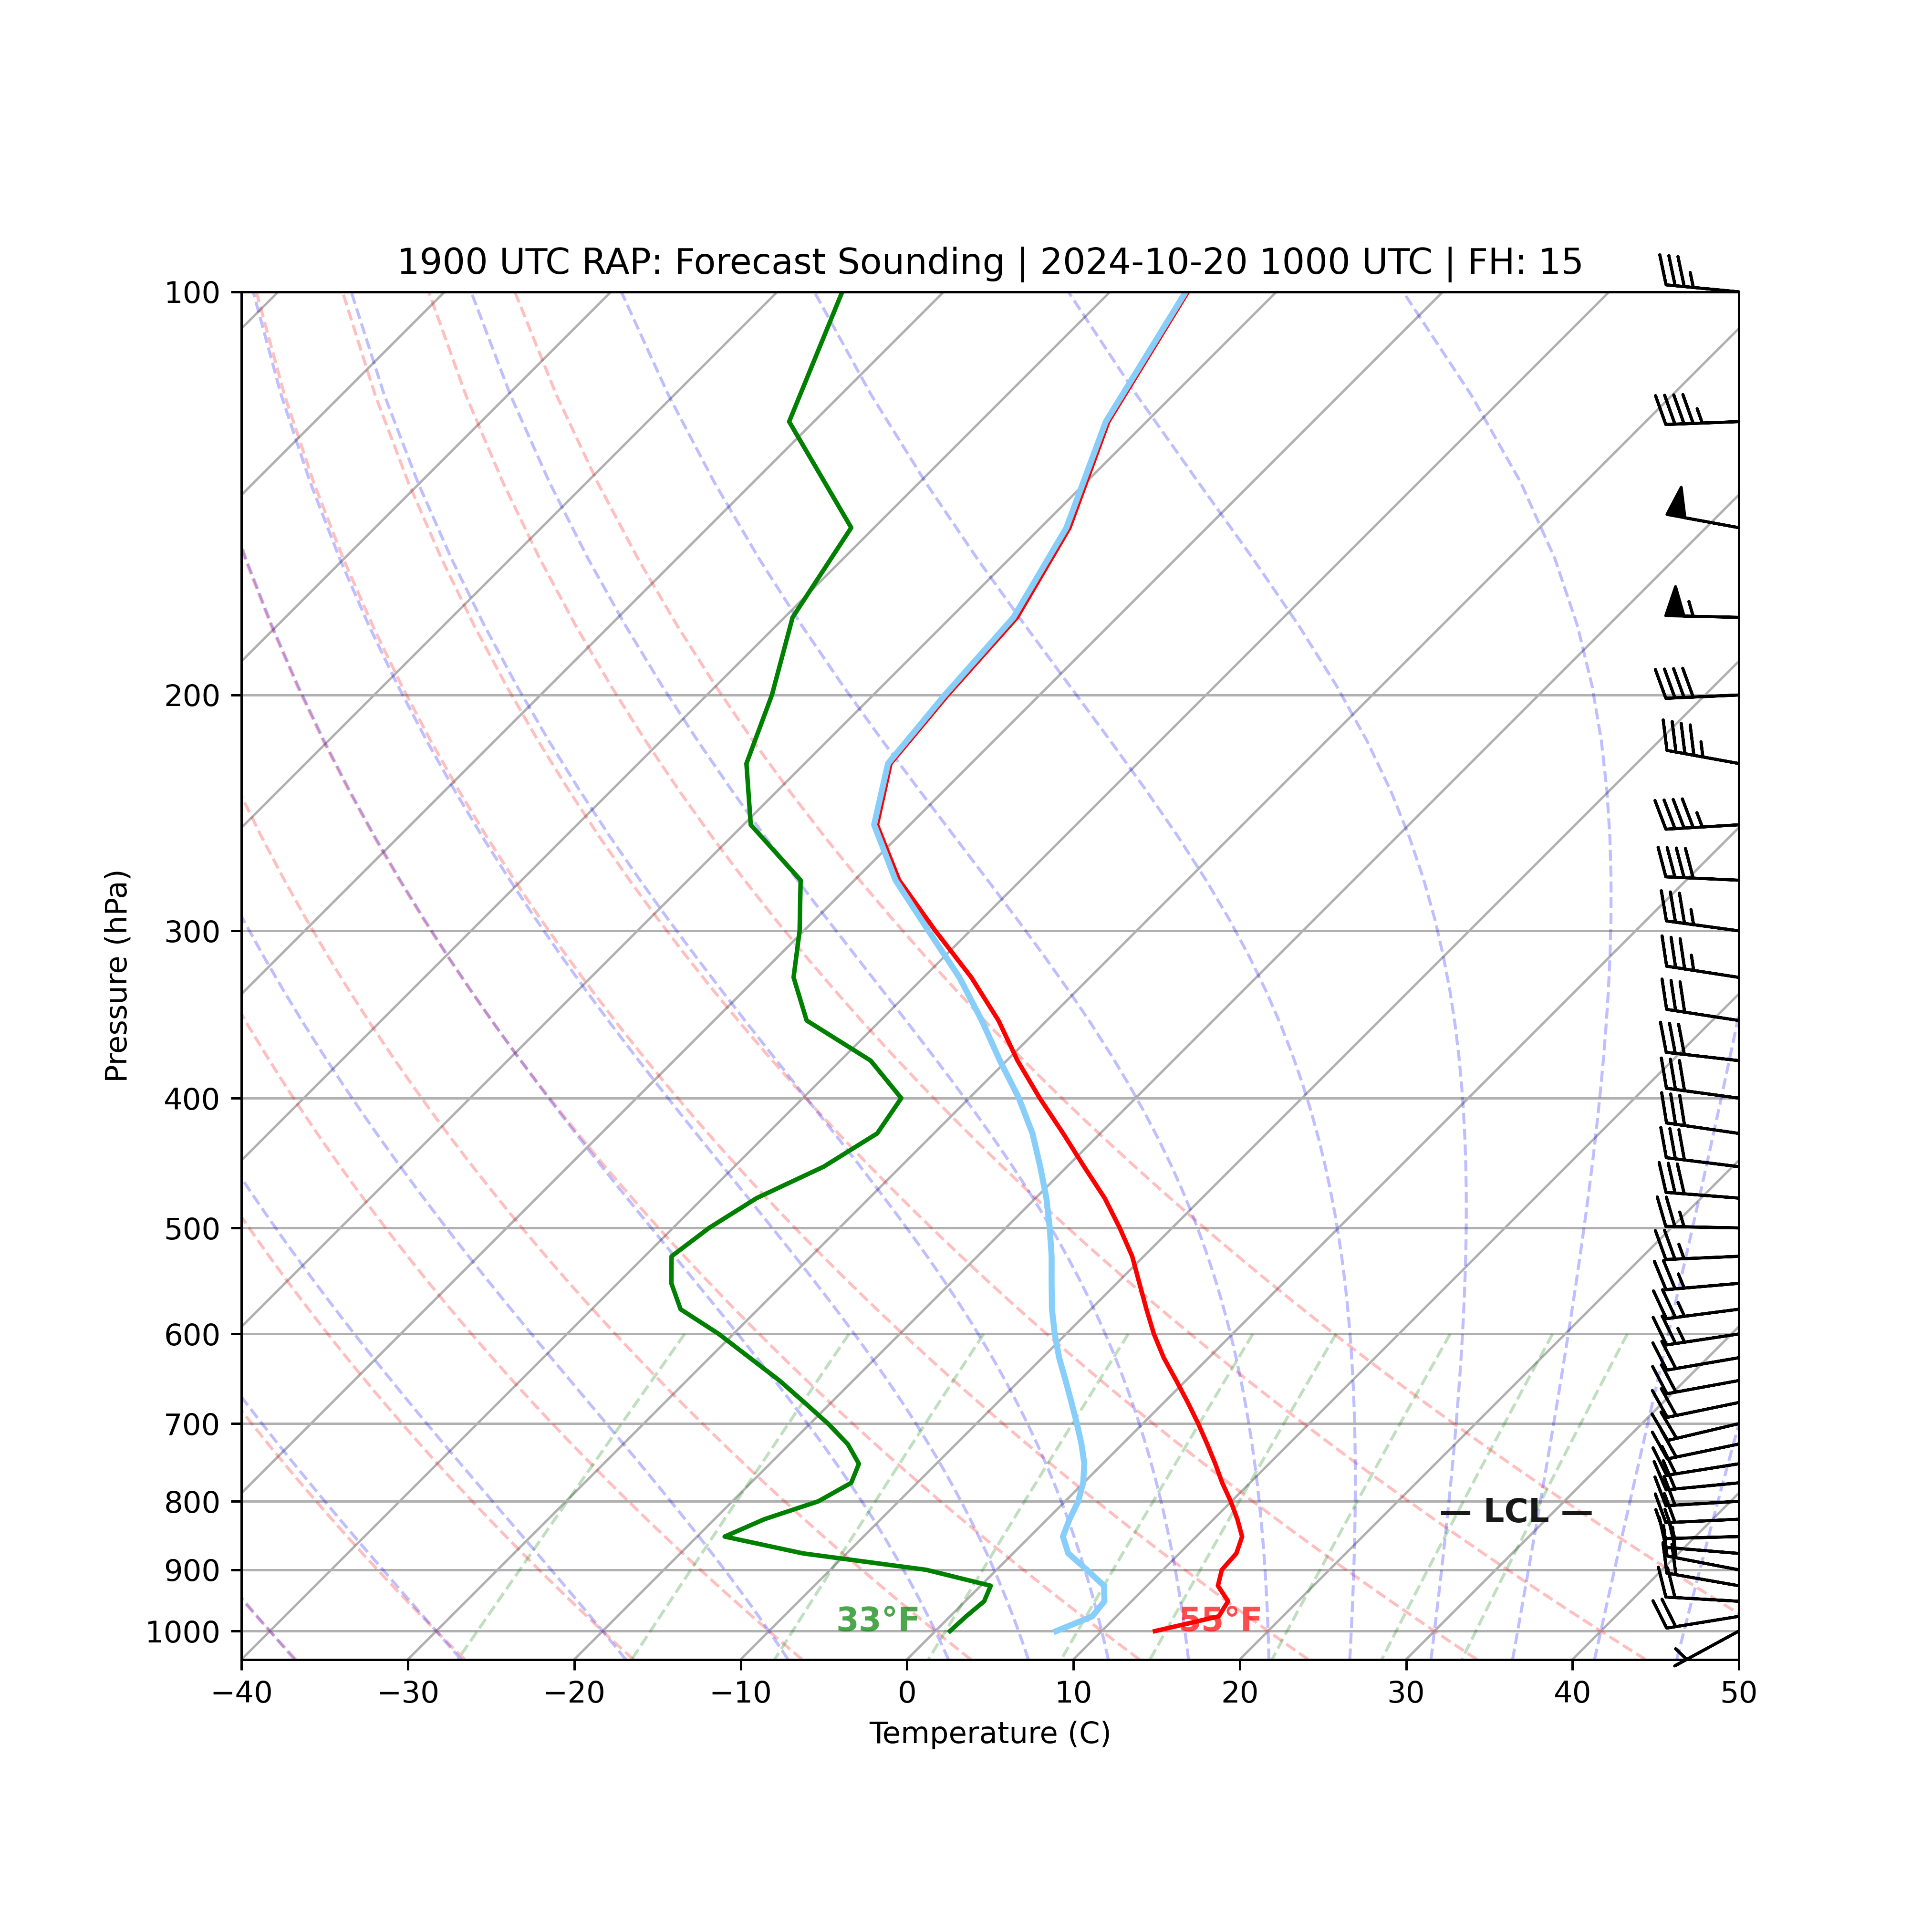 1900 UTC RAP: Forecast Sounding | 2024-10-20 1000 UTC | FH: 15
100
200
300
400
500
600
700
800
900
1000
Pressure (hPa)
— LCL —
33°F
55°F
−40 −30 −20 −10 0 10 20 30 40 50
Temperature (C)